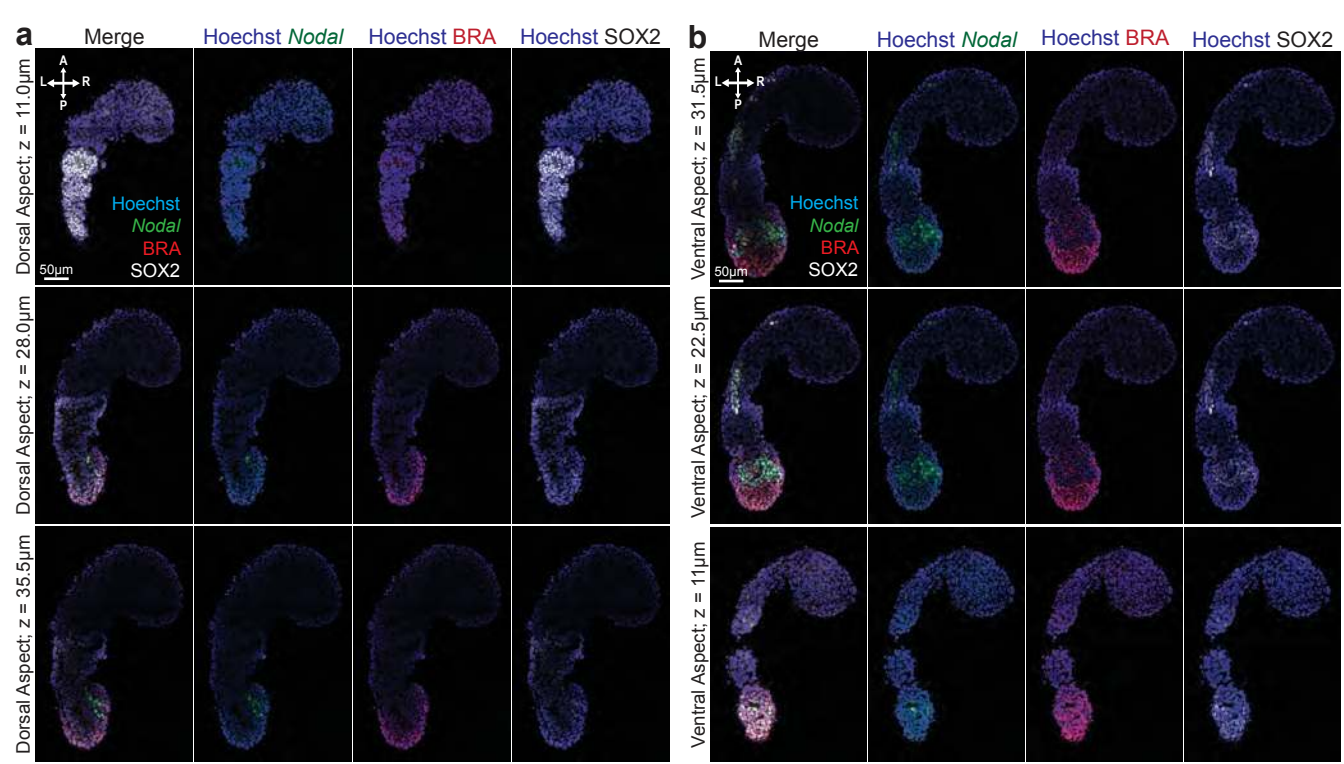 a
Merge
Hoechst Nodal
Hoechst BRA
Hoechst SOX2
Dorsal Aspect; z = 11.0µm
A
L R
P
Hoechst
Nodal
BRA
SOX2
50µm
Dorsal Aspect; z = 28.0µm
Dorsal Aspect; z = 35.5µm
b
Merge
Hoechst Nodal
Hoechst BRA
Hoechst SOX2
Ventral Aspect; z = 31.5µm
A
L R
P
Hoechst
Nodal
BRA
SOX2
50µm
Ventral Aspect; z = 22.5µm
Ventral Aspect; z = 11µm